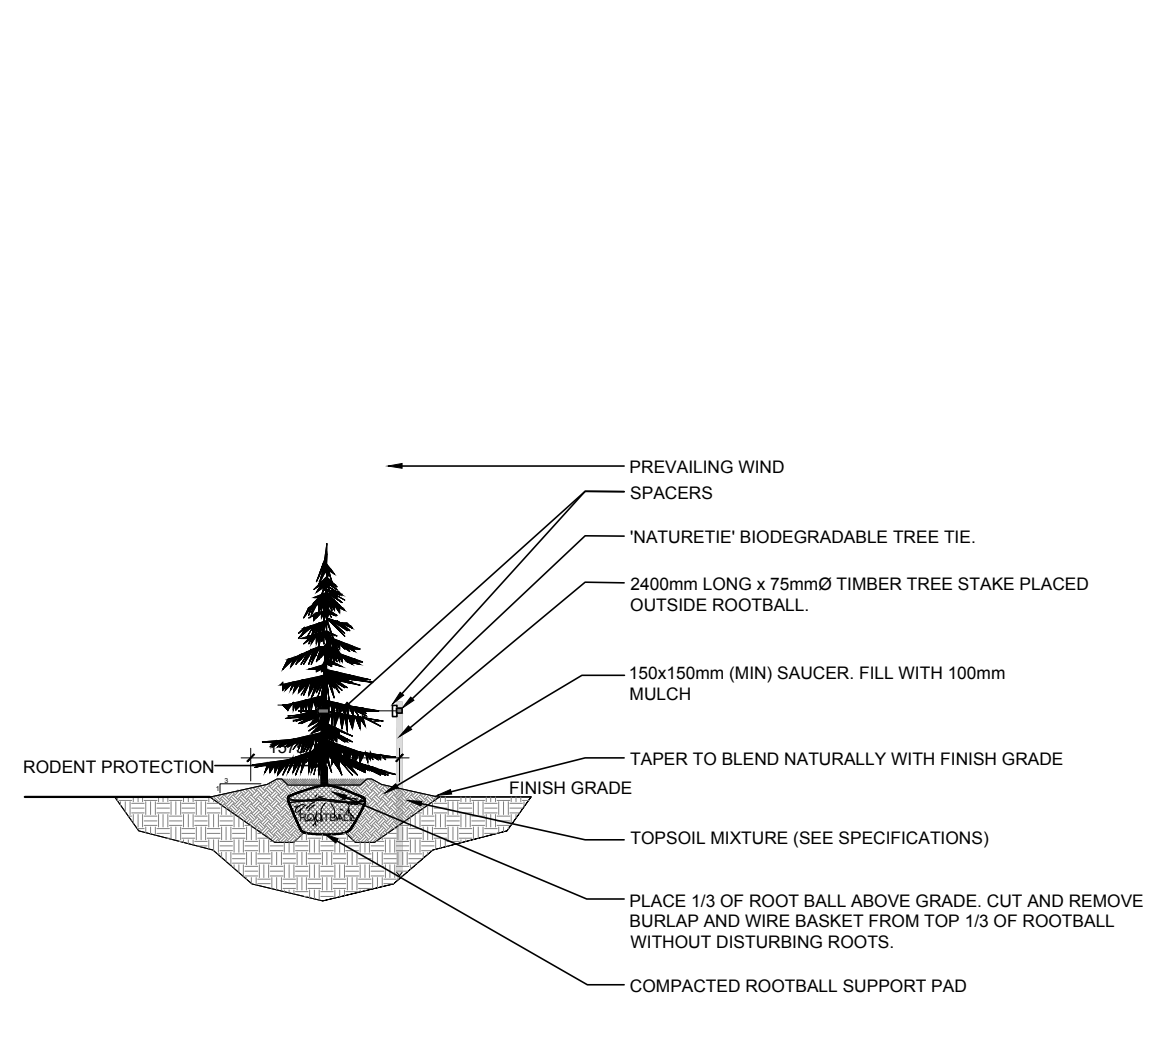 PREVAILING WIND
SPACERS
'NATURETIE' BIODEGRADABLE TREE TIE.
2400mm LONG x 75mmØ TIMBER TREE STAKE PLACED
OUTSIDE ROOTBALL.
150x150mm (MIN) SAUCER. FILL WITH 100mm
MULCH
TAPER TO BLEND NATURALLY WITH FINISH GRADE
RODENT PROTECTION
3
1
FINISH GRADE
ROOTBALL
TOPSOIL MIXTURE (SEE SPECIFICATIONS)
PLACE 1/3 OF ROOT BALL ABOVE GRADE. CUT AND REMOVE
BURLAP AND WIRE BASKET FROM TOP 1/3 OF ROOTBALL
WITHOUT DISTURBING ROOTS.
COMPACTED ROOTBALL SUPPORT PAD